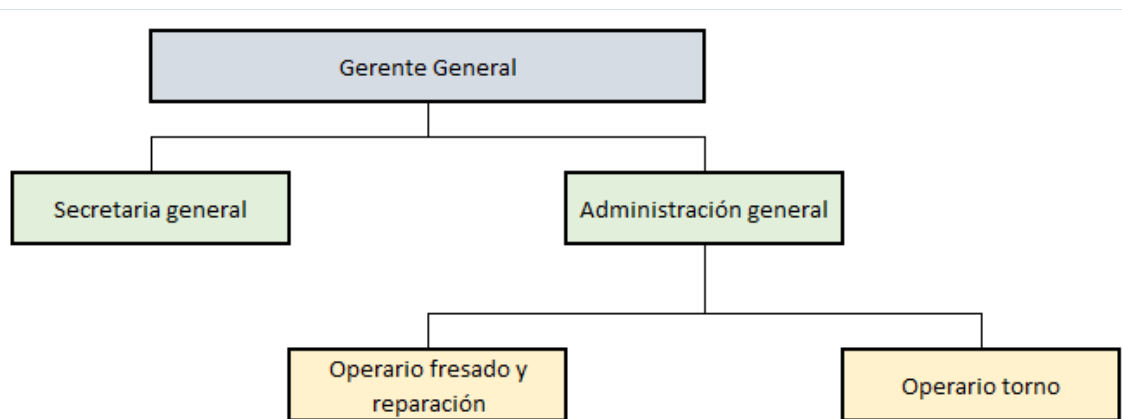 Gerente General
Secretaria general
Administración general
Operario fresado y
reparación
Operario torno